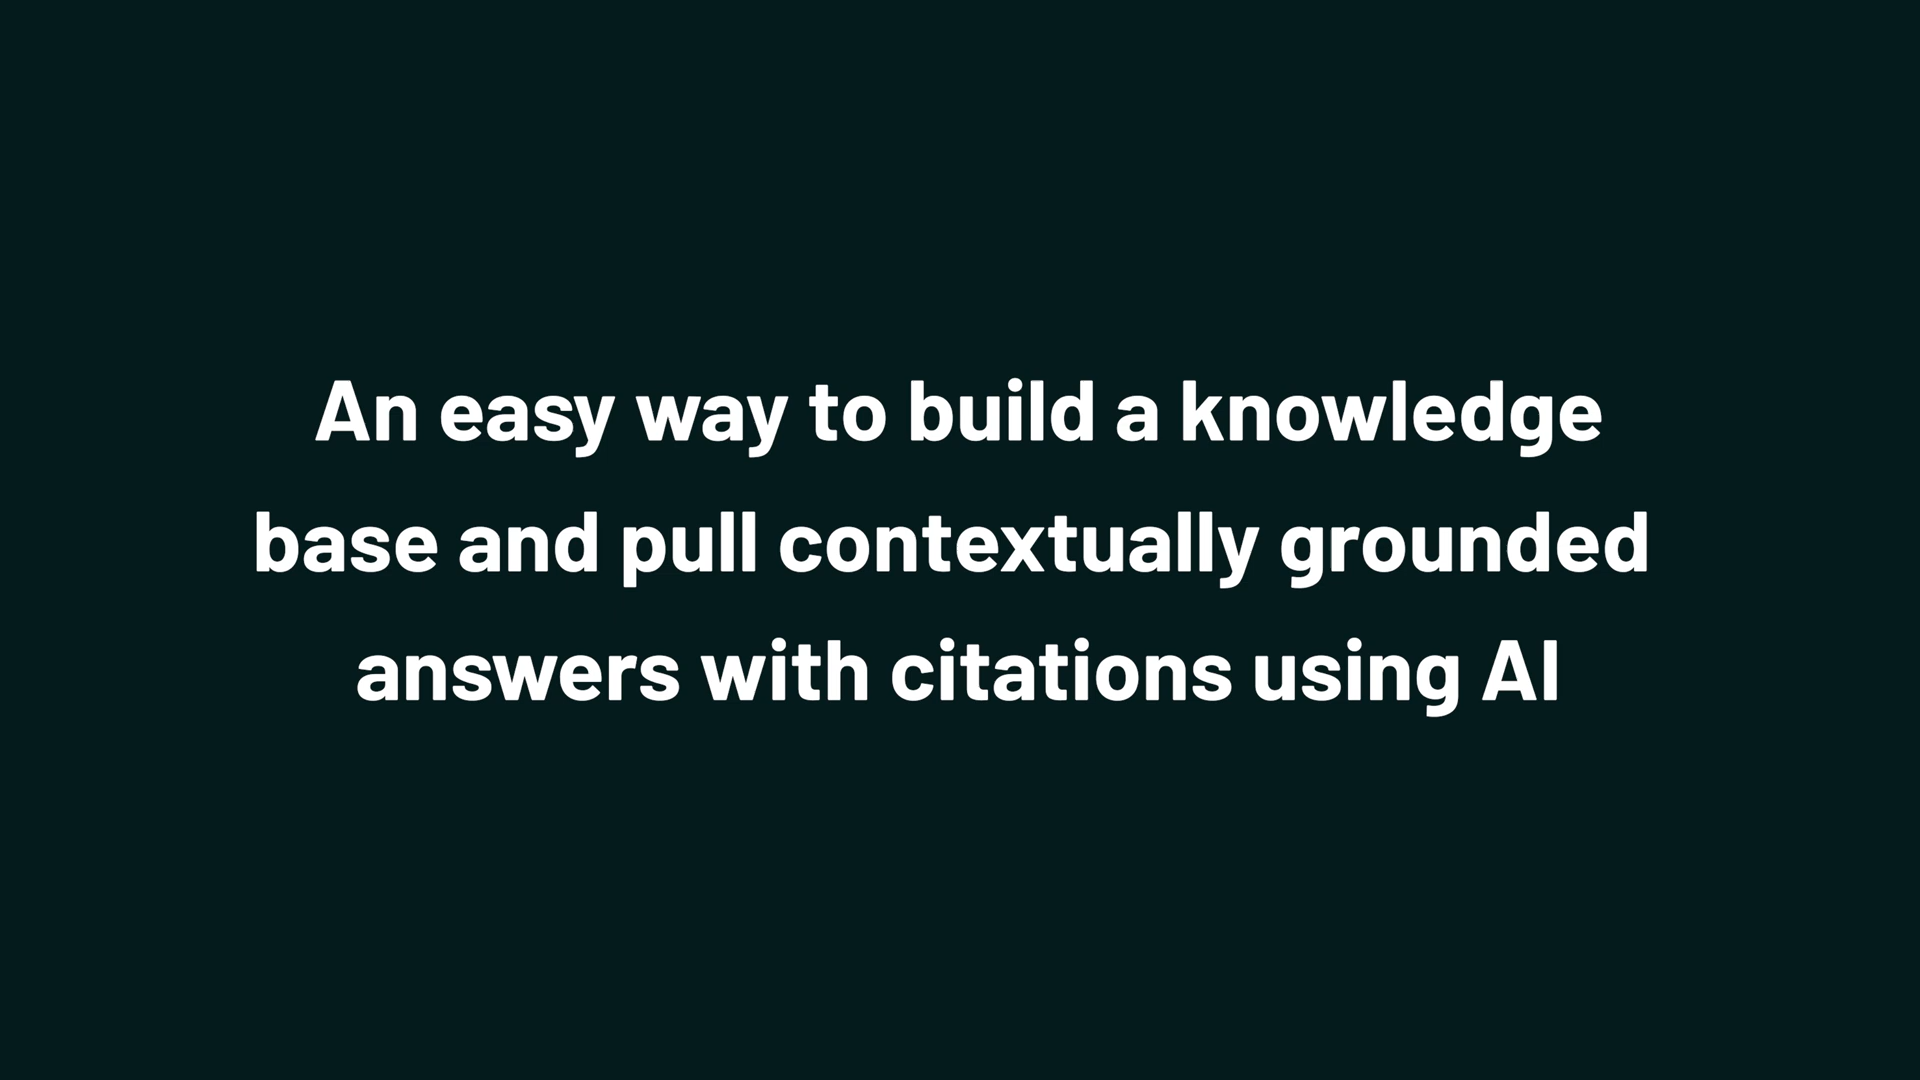 An easy way to build a knowledge
base and pull contextually grounded
answers with citations using AI